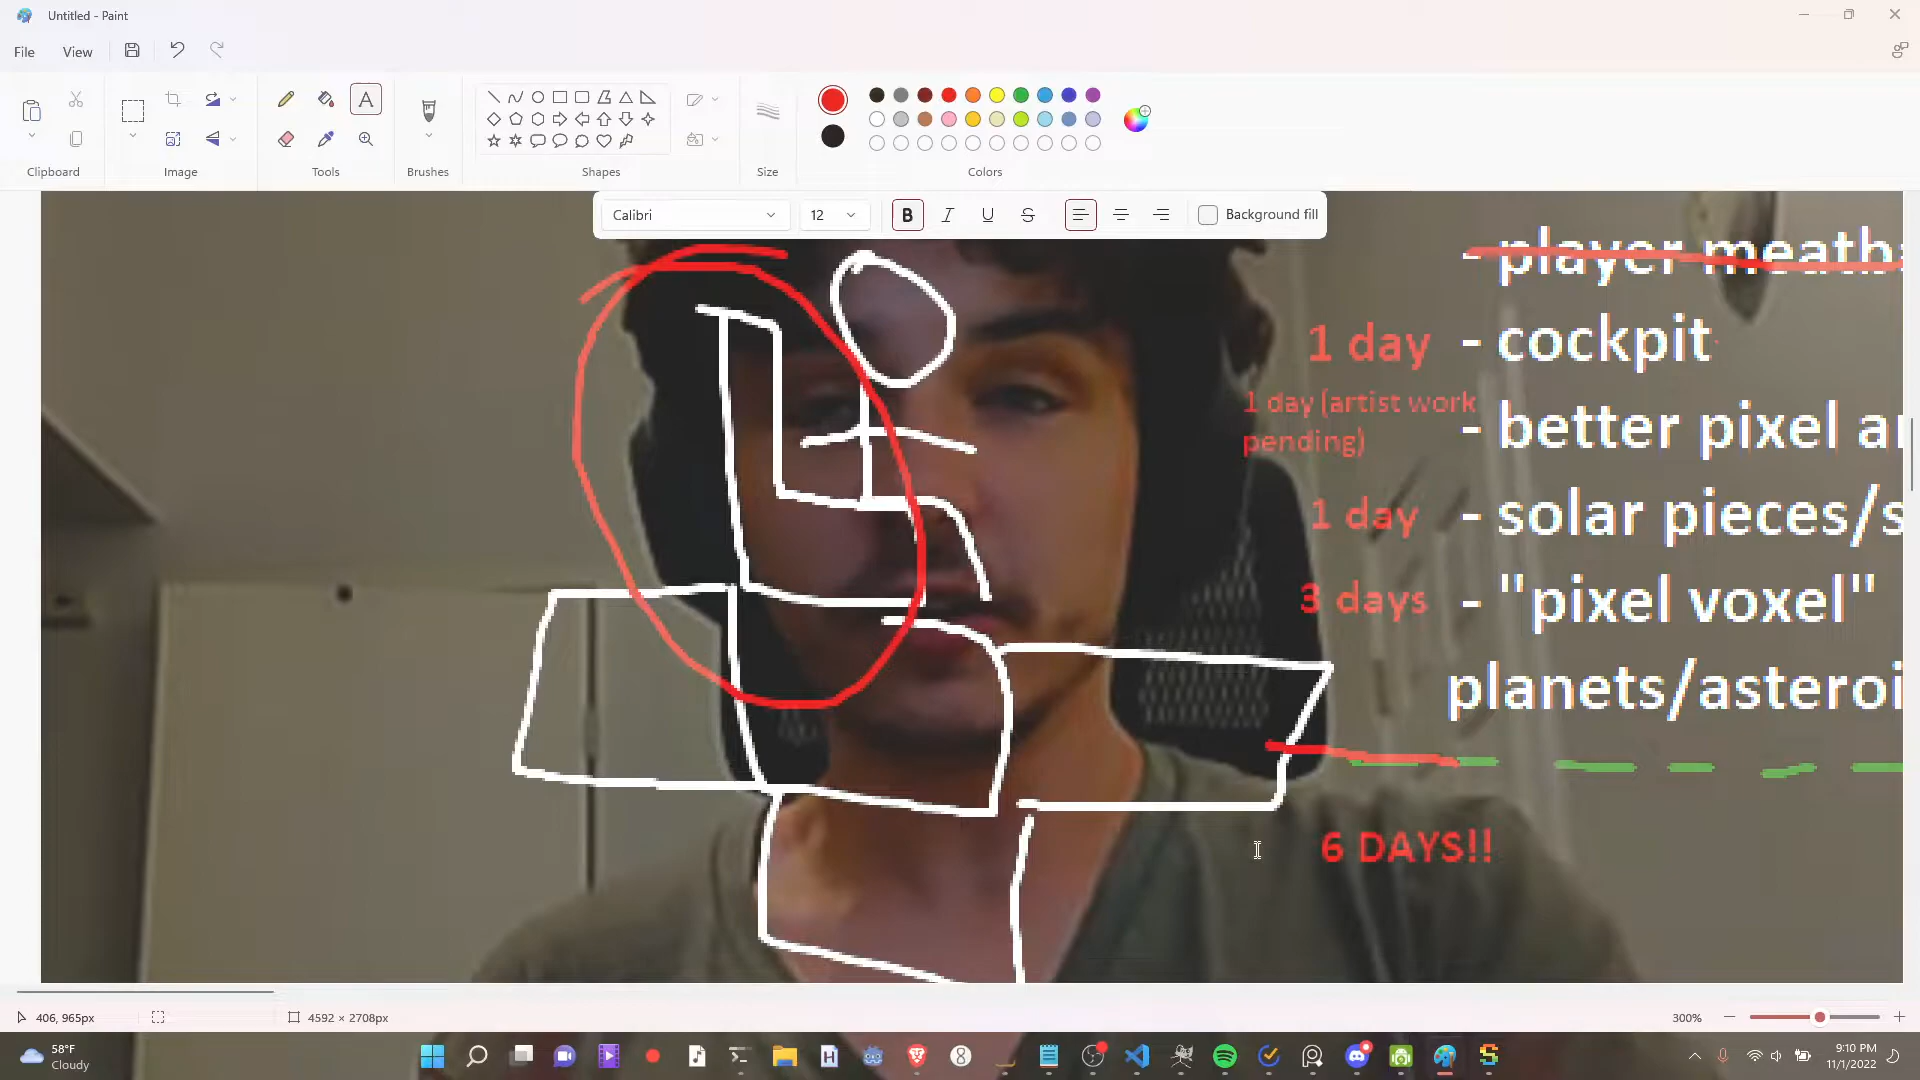 Untitled - Paint
File
View
Clipboard
Image
Tools
Brushes
Shapes
Size
Colors
A
Calibri
12
B
I
U
S
Background fill
- player meatb
1 day - cockpit
1 day (artist work
pending)
- better pixel a
1 day - solar pieces/s
3 days - "pixel voxel"
planets/asteroi
6 DAYS!!
406, 965px
4592 × 2708px
300%
58°F
Cloudy
9:10 PM
11/1/2022